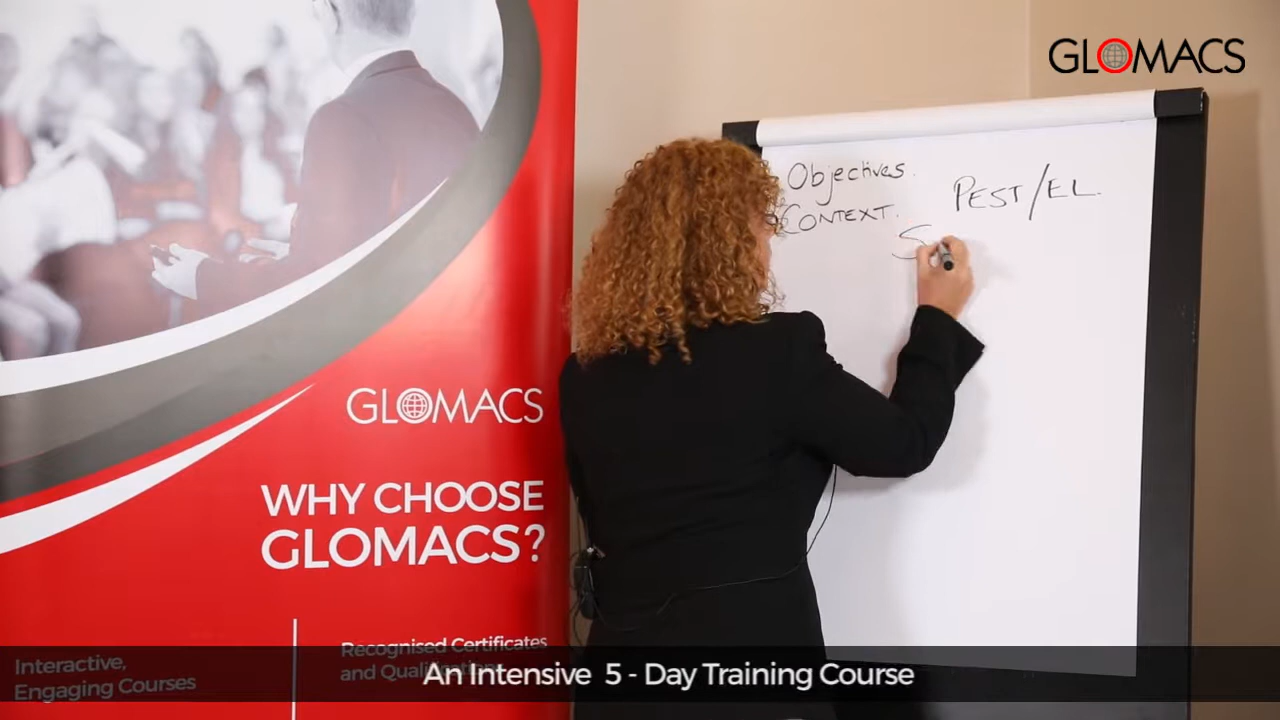 GLOMACS
Objectives.
PEST/EL.
CONTEXT.
S
GLOMACS
WHY CHOOSE
GLOMACS?
Interactive,
Engaging Courses
Recognised Certificates
and Qualifications
An Intensive 5 - Day Training Course